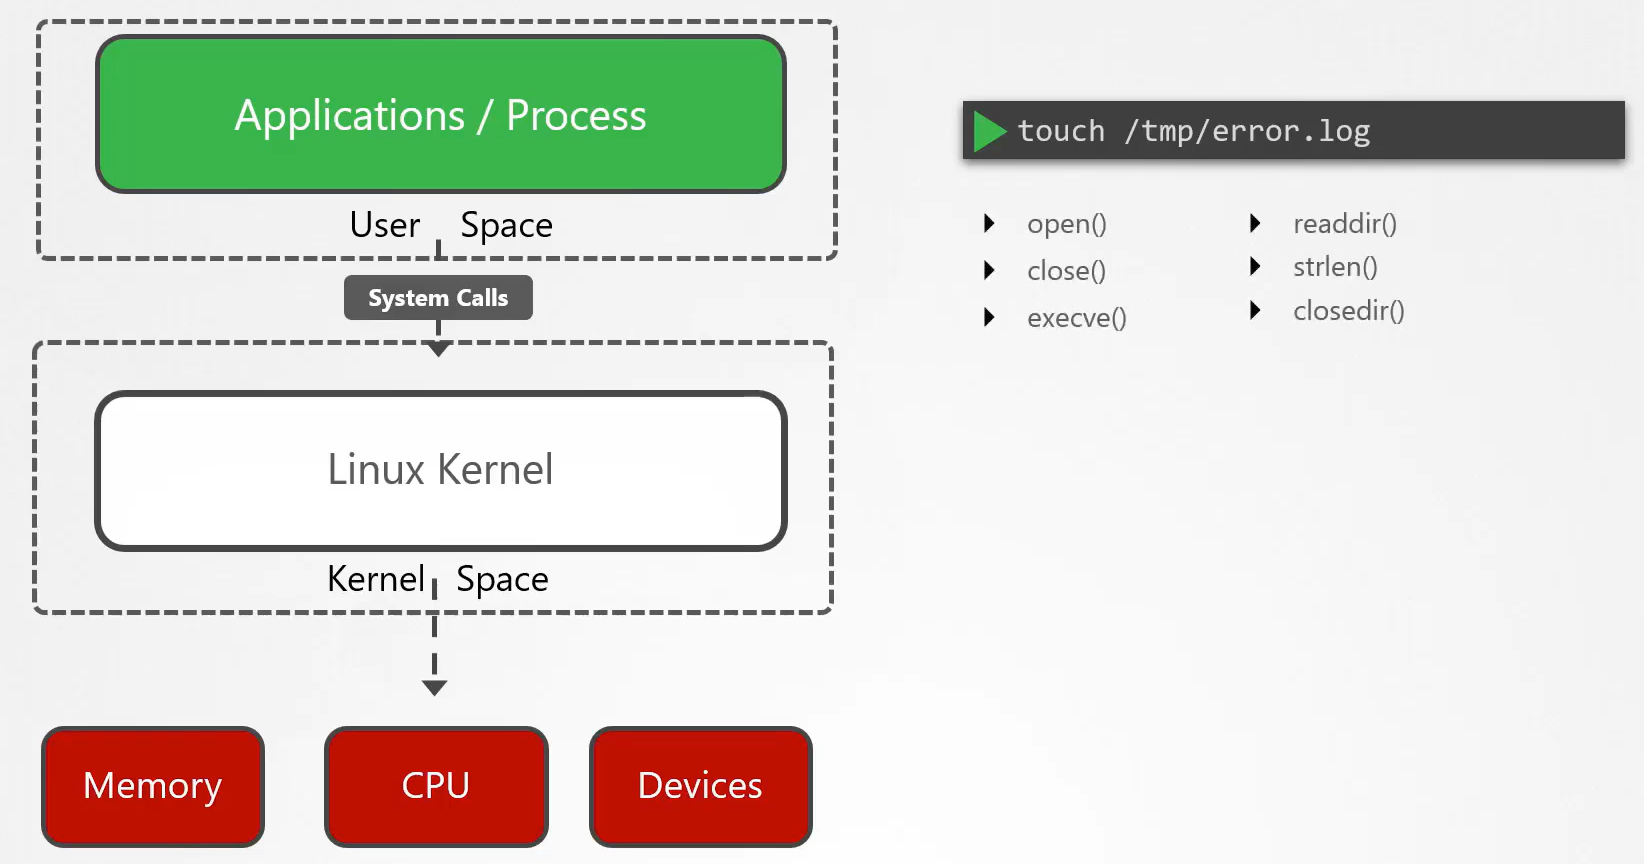 Applications / Process
User Space
System Calls
Linux Kernel
Kernel Space
Memory
CPU
Devices
touch /tmp/error.log
open()
close()
execve()
readdir()
strlen()
closedir()